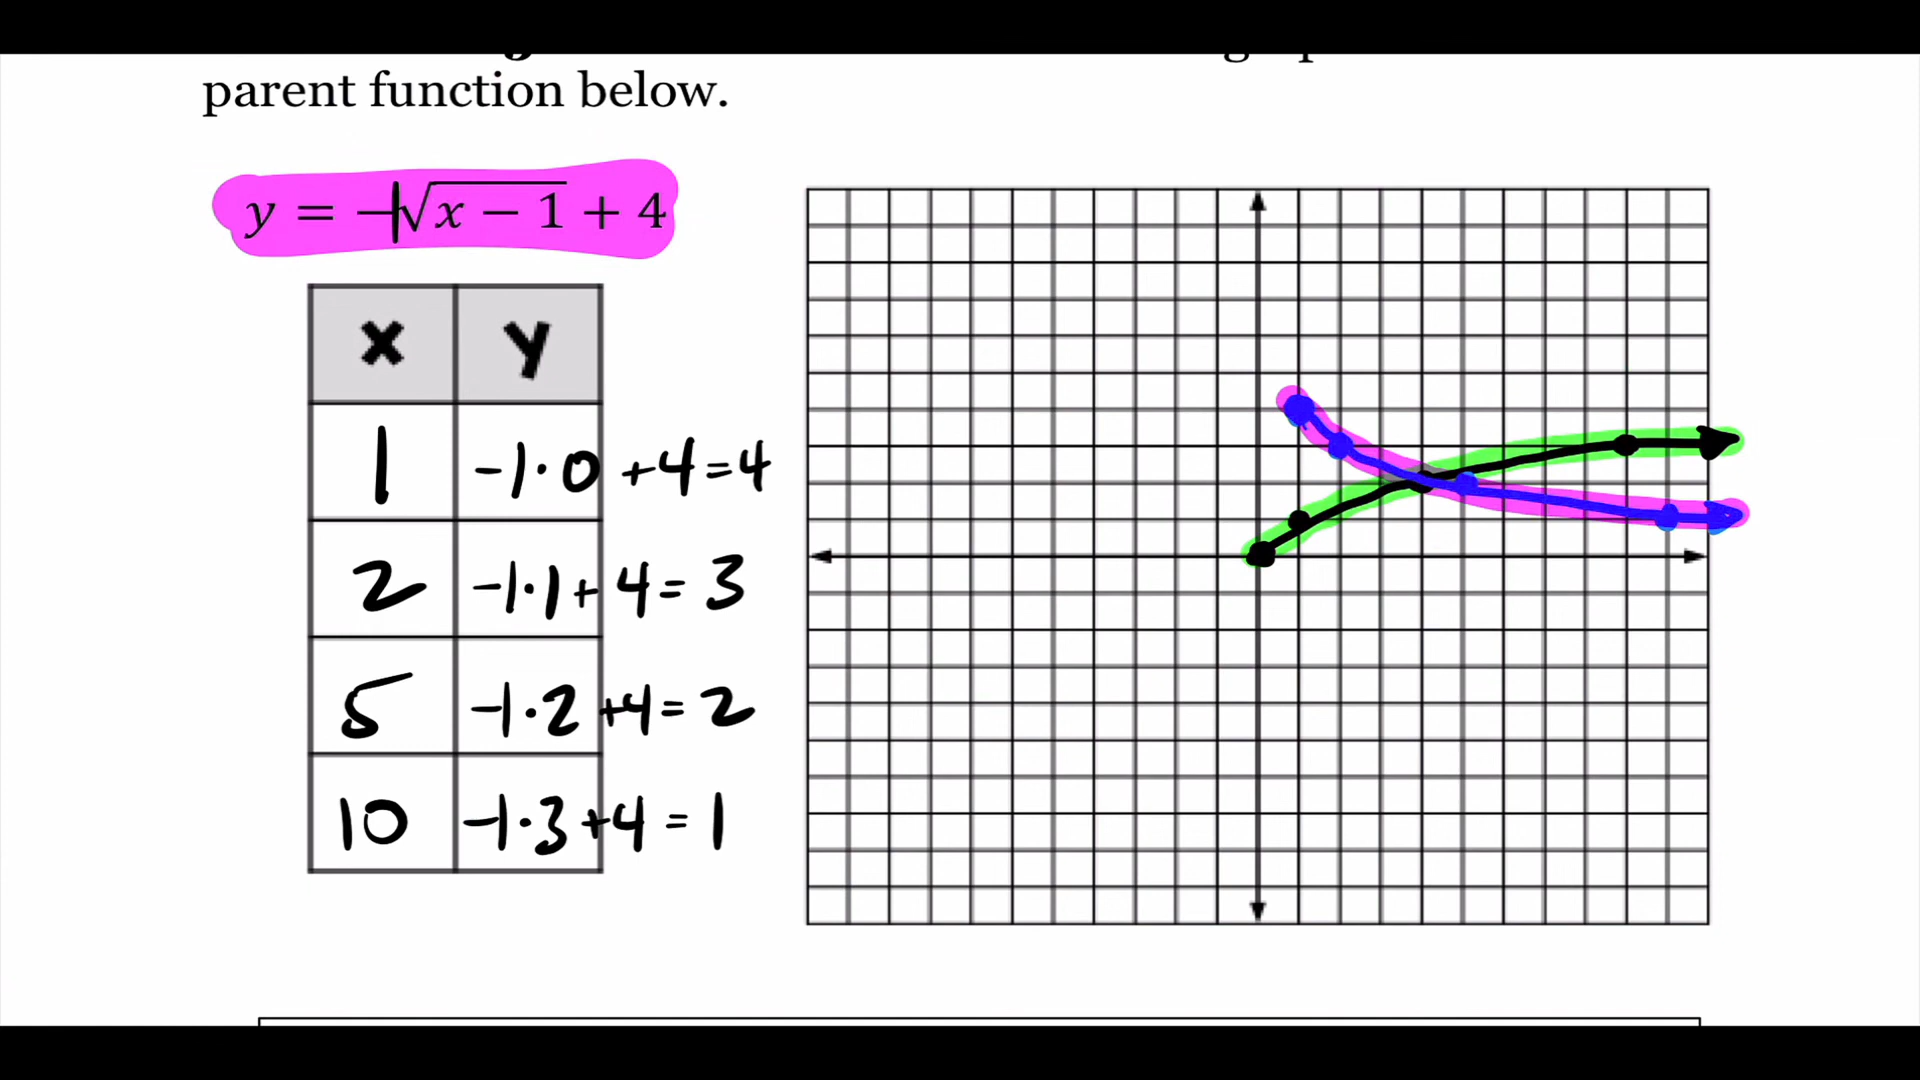 parent function below.
y = -1√x − 1 + 4
x y
1 -1·0 +4=4
2 -1·1+ 4= 3
5 -1·2 +4= 2
10 -1·3+4 = 1